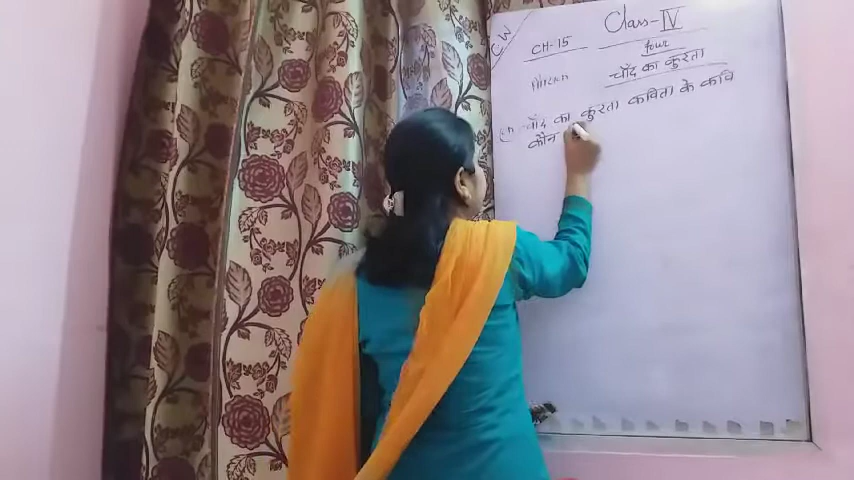 Class-IV
four
C.W
CH-15
चाँद का कुरता
चाँद का कुरता कविता के कवि
कौन